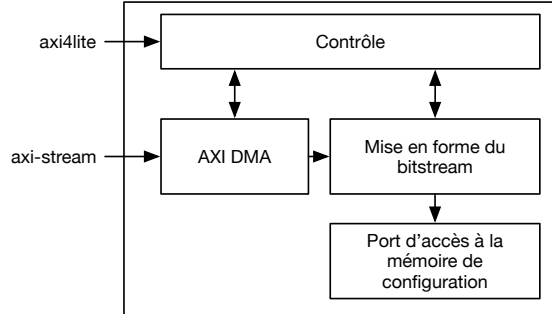 axi4lite
Contrôle
axi-stream
AXI DMA
Mise en forme du
bitstream
Port d'accès à la
mémoire de
configuration